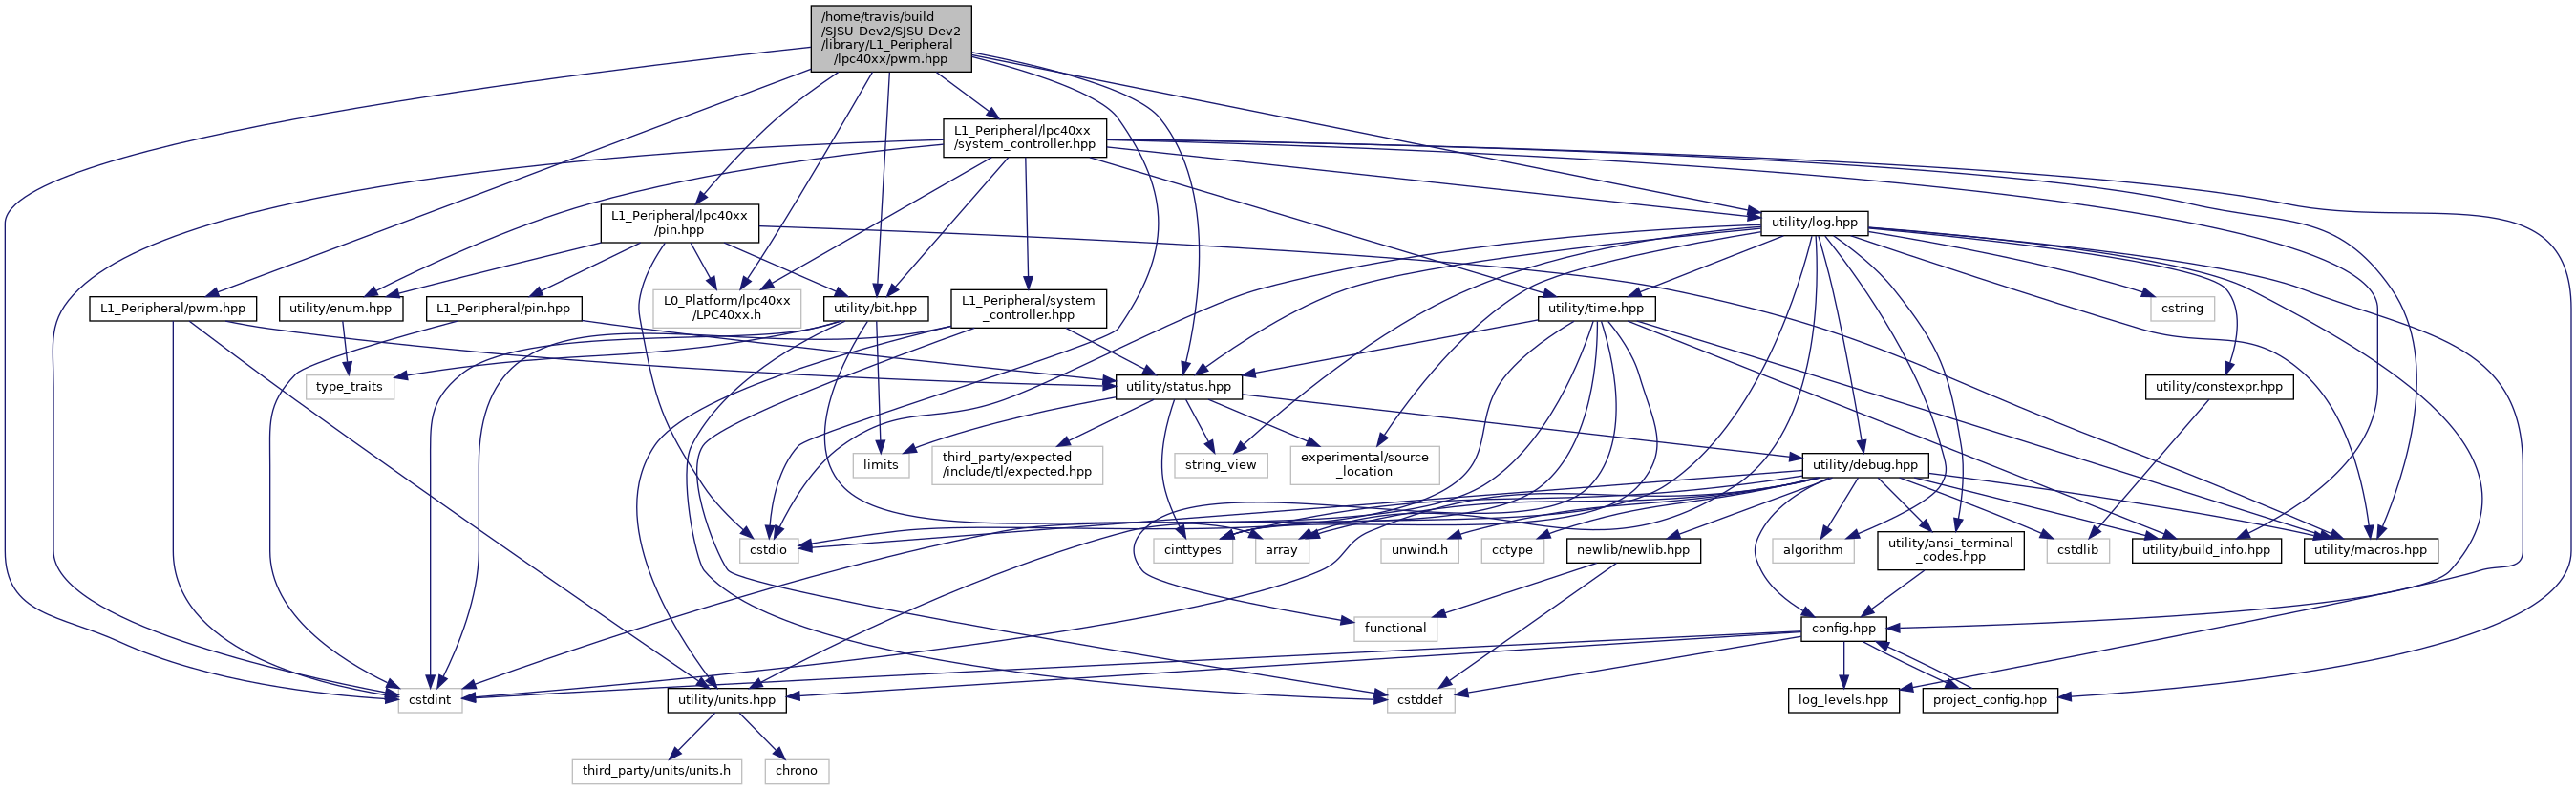 /home/travis/build
/SJSU-Dev2/SJSU-Dev2
/library/L1_Peripheral
/lpc40xx/pwm.hpp
L1_Peripheral/lpc40xx
/system_controller.hpp
L1_Peripheral/lpc40xx
/pin.hpp
utility/log.hpp
L1_Peripheral/pwm.hpp
utility/enum.hpp
L1_Peripheral/pin.hpp
L0_Platform/lpc40xx
/LPC40xx.h
utility/bit.hpp
L1_Peripheral/system
_controller.hpp
utility/time.hpp
cstring
type_traits
utility/status.hpp
utility/constexpr.hpp
limits
third_party/expected
/include/tl/expected.hpp
string_view
experimental/source
_location
utility/debug.hpp
cstdio
cinttypes
array
unwind.h
cctype
newlib/newlib.hpp
algorithm
utility/ansi_terminal
_codes.hpp
cstdlib
utility/build_info.hpp
utility/macros.hpp
functional
config.hpp
cstdint
utility/units.hpp
cstddef
log_levels.hpp
project_config.hpp
third_party/units/units.h
chrono